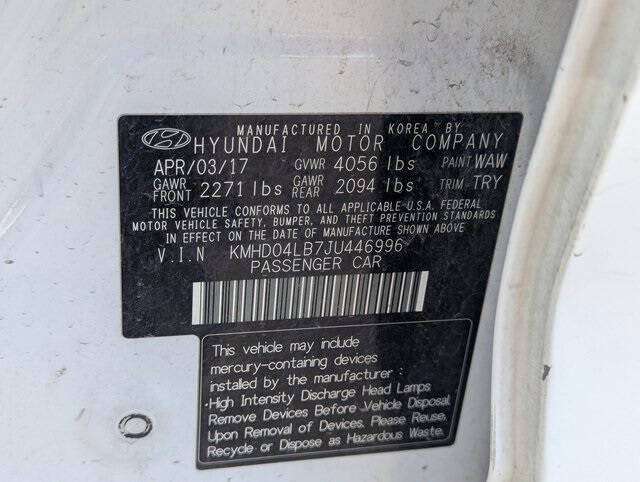 MANUFACTURED IN KOREA BY
HYUNDAI MOTOR COMPANY
APR/03/17 GVWR 4056 lbs PAINT WAW
GAWR FRONT 2271 lbs GAWR REAR 2094 lbs TRIM TRY
THIS VEHICLE CONFORMS TO ALL APPLICABLE U.S.A. FEDERAL
MOTOR VEHICLE SAFETY, BUMPER, AND THEFT PREVENTION STANDARDS
IN EFFECT ON THE DATE OF MANUFACTURE SHOWN ABOVE
V.I.N KMHD04LB7JU446996
PASSENGER CAR
This vehicle may include
mercury-containing devices
installed by the manufacturer :
•High Intensity Discharge Head Lamps
Remove Devices Before Vehicle Disposal
Upon Removal of Devices, Please Reuse,
Recycle or Dispose as Hazardous Waste.